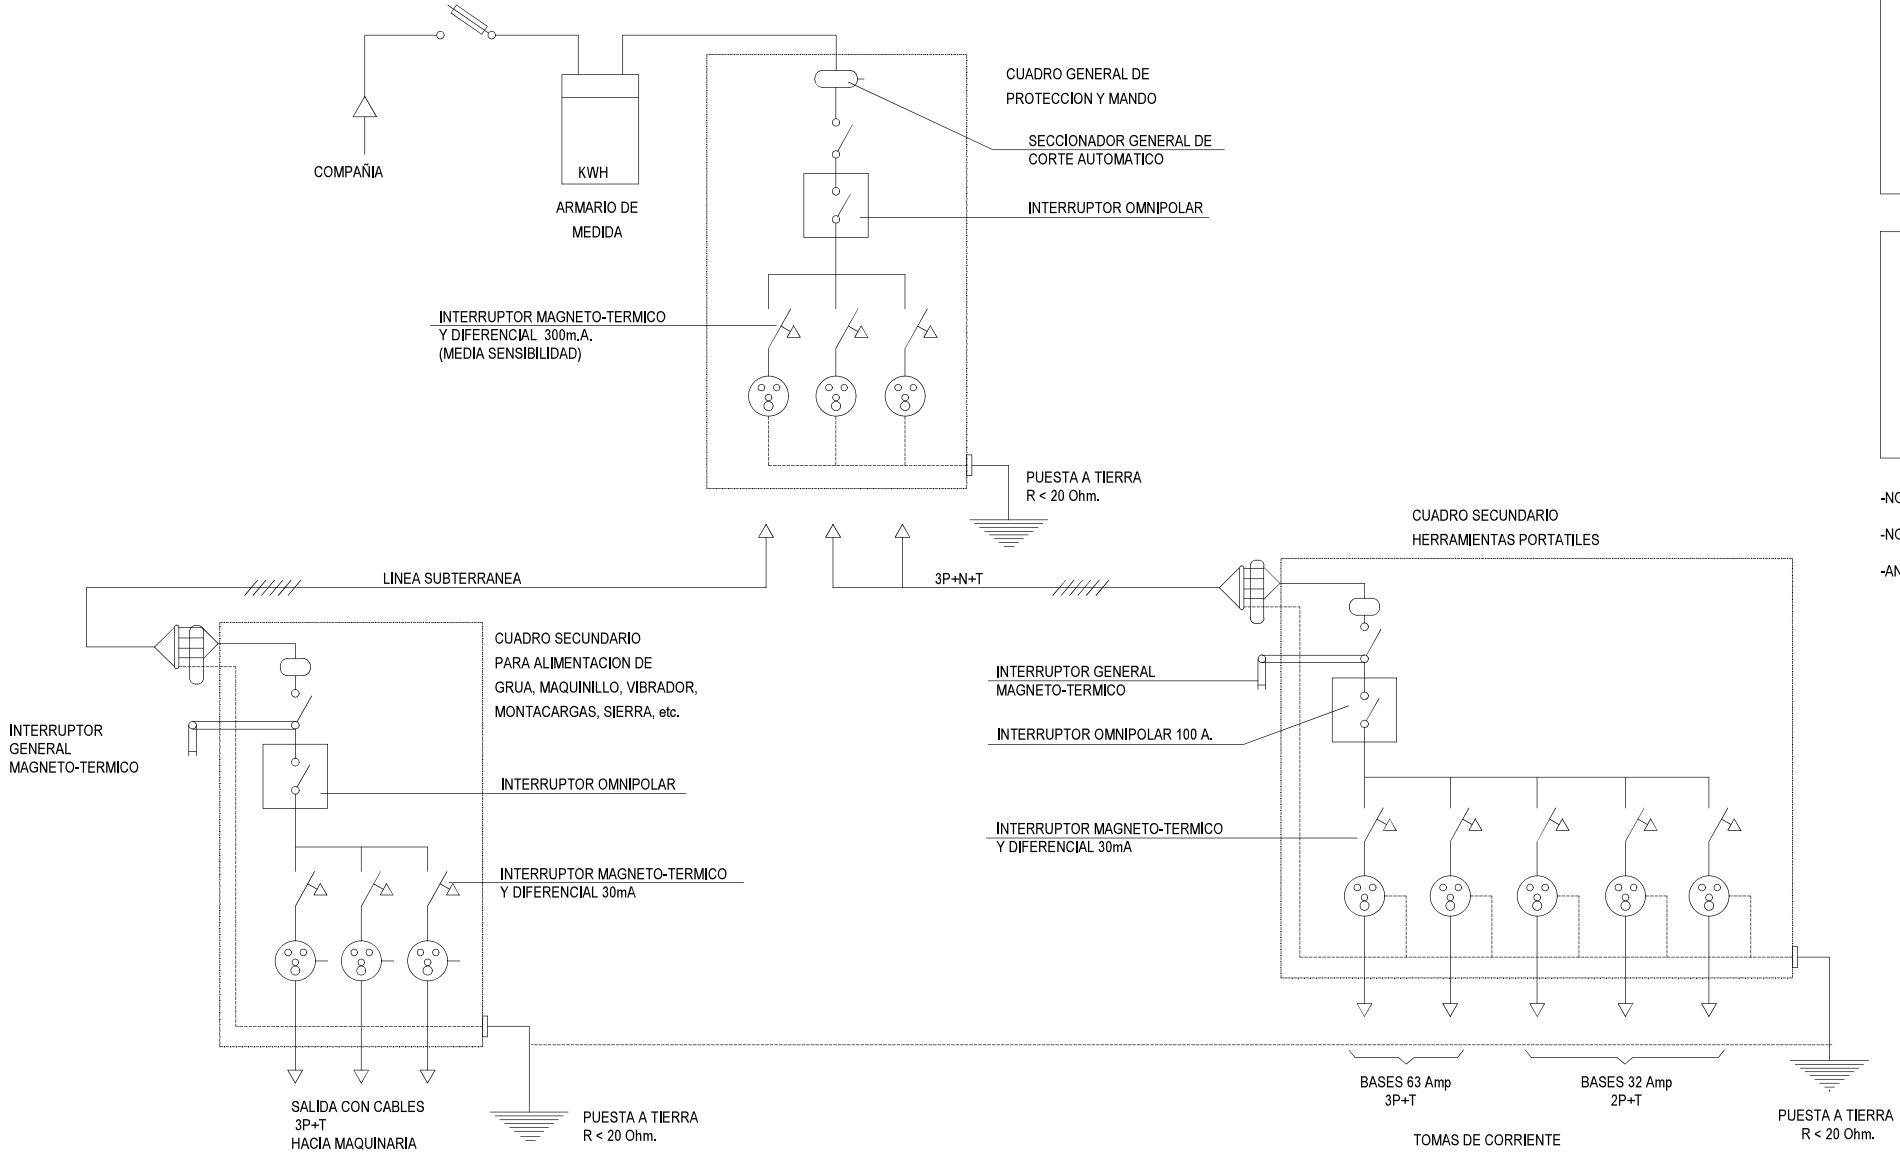 CUADRO GENERAL DE
PROTECCION Y MANDO
SECCIONADOR GENERAL DE
CORTE AUTOMATICO
COMPAÑIA
KWH
ARMARIO DE
MEDIDA
INTERRUPTOR OMNIPOLAR
INTERRUPTOR MAGNETO-TERMICO
Y DIFERENCIAL 300m.A.
(MEDIA SENSIBILIDAD)
PUESTA A TIERRA
R < 20 Ohm.
CUADRO SECUNDARIO
HERRAMIENTAS PORTATILES
LINEA SUBTERRANEA
3P+N+T
CUADRO SECUNDARIO
PARA ALIMENTACION DE
GRUA, MAQUINILLO, VIBRADOR,
MONTACARGAS, SIERRA, etc.
INTERRUPTOR
GENERAL
MAGNETO-TERMICO
INTERRUPTOR GENERAL
MAGNETO-TERMICO
INTERRUPTOR OMNIPOLAR 100 A.
INTERRUPTOR OMNIPOLAR
INTERRUPTOR MAGNETO-TERMICO
Y DIFERENCIAL 30mA
INTERRUPTOR MAGNETO-TERMICO
Y DIFERENCIAL 30mA
SALIDA CON CABLES
3P+T
HACIA MAQUINARIA
PUESTA A TIERRA
R < 20 Ohm.
BASES 63 Amp
3P+T
BASES 32 Amp
2P+T
TOMAS DE CORRIENTE
PUESTA A TIERRA
R < 20 Ohm.